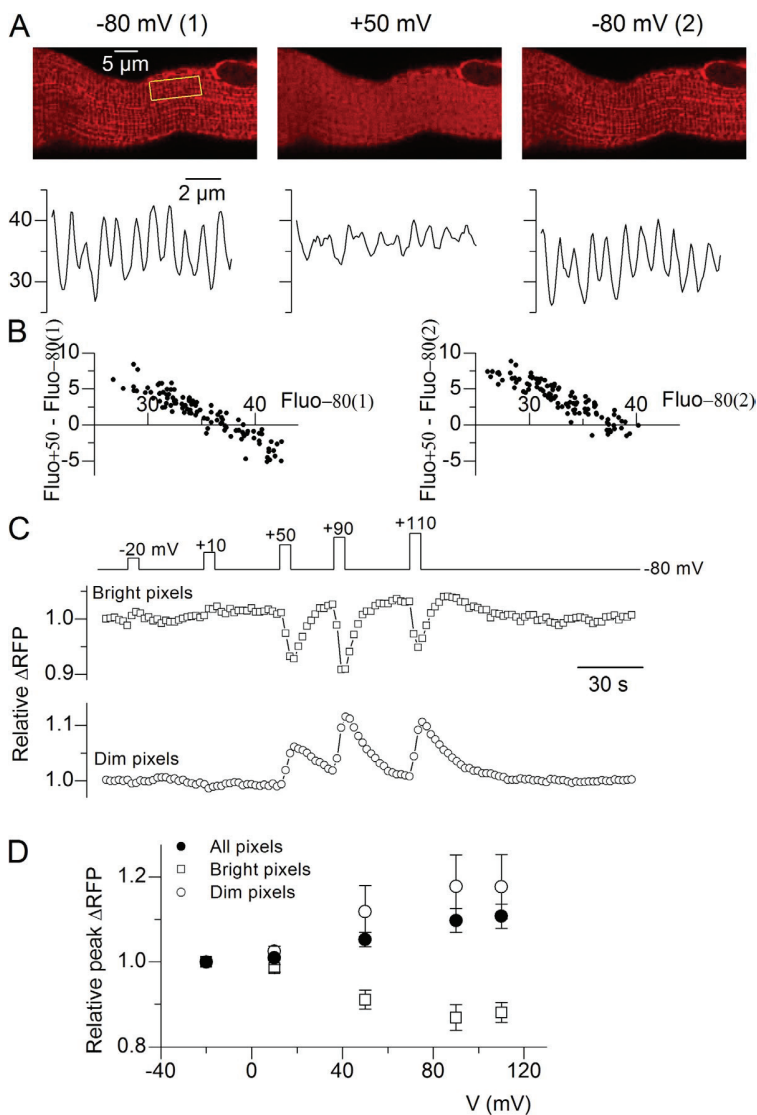 A
-80 mV (1)
+50 mV
-80 mV (2)
5 µm
2 µm
40
30
B
Fluo+50 - Fluo-80(1)
10
5
0
-5
30
40
Fluo-80(1)
Fluo+50 - Fluo-80(2)
10
5
0
-5
30
40
Fluo-80(2)
C
-20 mV
+10
+50
+90
+110
-80 mV
Relative ΔRFP
Bright pixels
1.0
0.9
30 s
1.1
Dim pixels
1.0
D
Relative peak ΔRFP
All pixels
Bright pixels
Dim pixels
1.2
1.0
0.8
-40
0
40
80
120
V (mV)